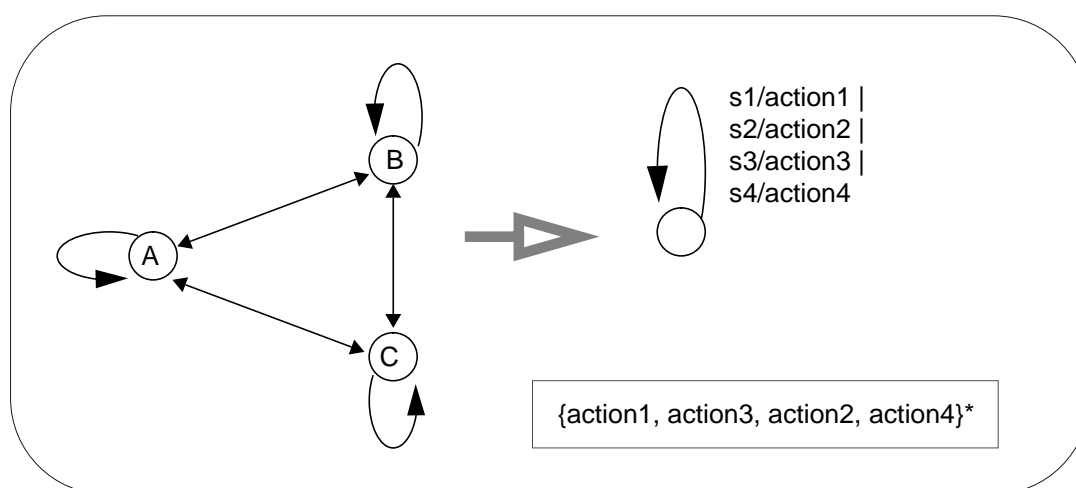 B
A
C
s1/action1 |
s2/action2 |
s3/action3 |
s4/action4
{action1, action3, action2, action4}*